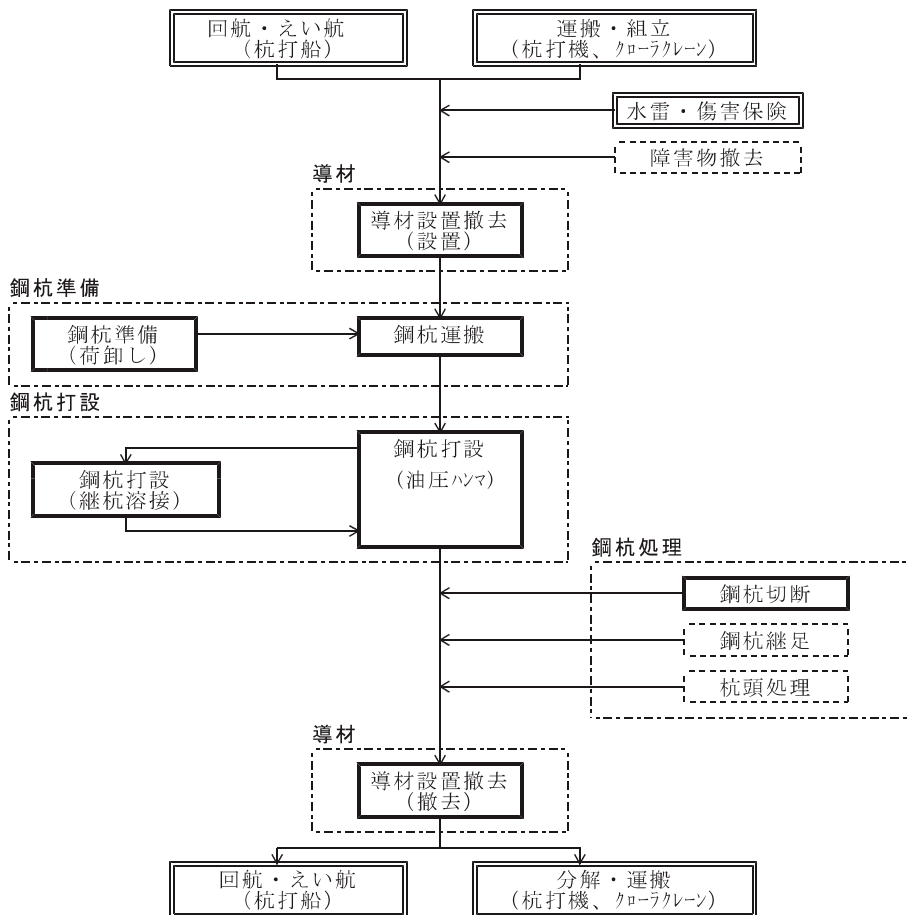 回航・えい航
(杭打船)
運搬・組立
(杭打機、クローラクレーン)
水雷・傷害保険
障害物撤去
導材
導材設置撤去
(設置)
鋼杭準備
鋼杭準備
(荷卸し)
鋼杭運搬
鋼杭打設
鋼杭打設
(油圧ハンマ)
鋼杭打設
(継杭溶接)
鋼杭処理
鋼杭切断
鋼杭継足
杭頭処理
導材
導材設置撤去
(撤去)
回航・えい航
(杭打船)
分解・運搬
(杭打機、クローラクレーン)